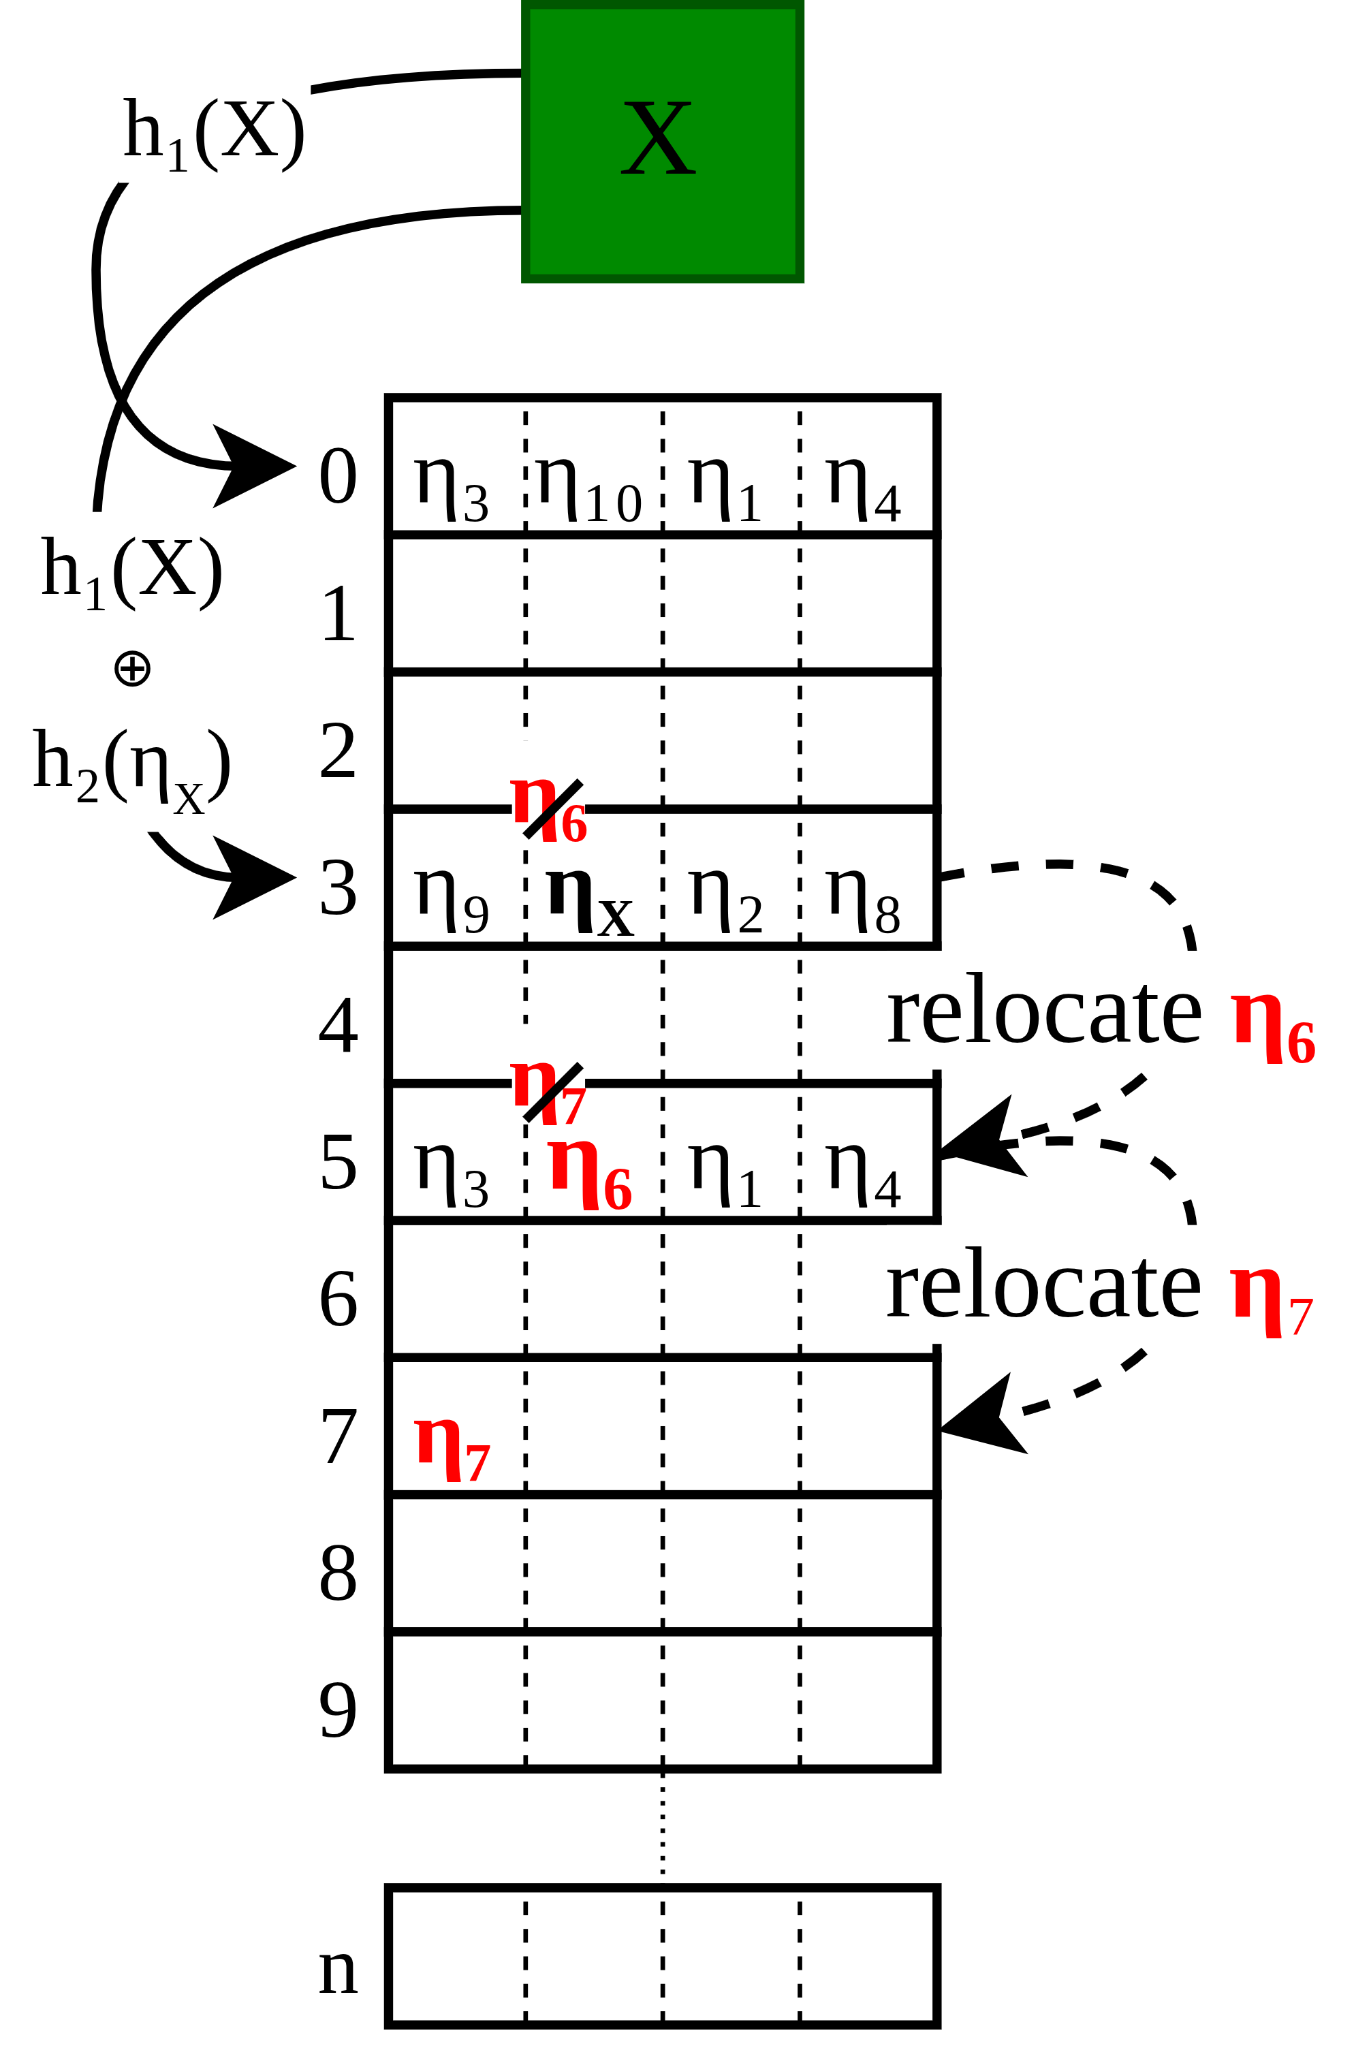 X
h₁(X)
0 η₃ η₁₀ η₁ η₄
h₁(X)
⊕
h₂(ηₓ)
1
2
η₆
3 η₉ ηX η₂ η₈
4
relocate η₆
η₇
5 η₃ η₆ η₁ η₄
6
relocate η₇
7 η₇
8
9
n